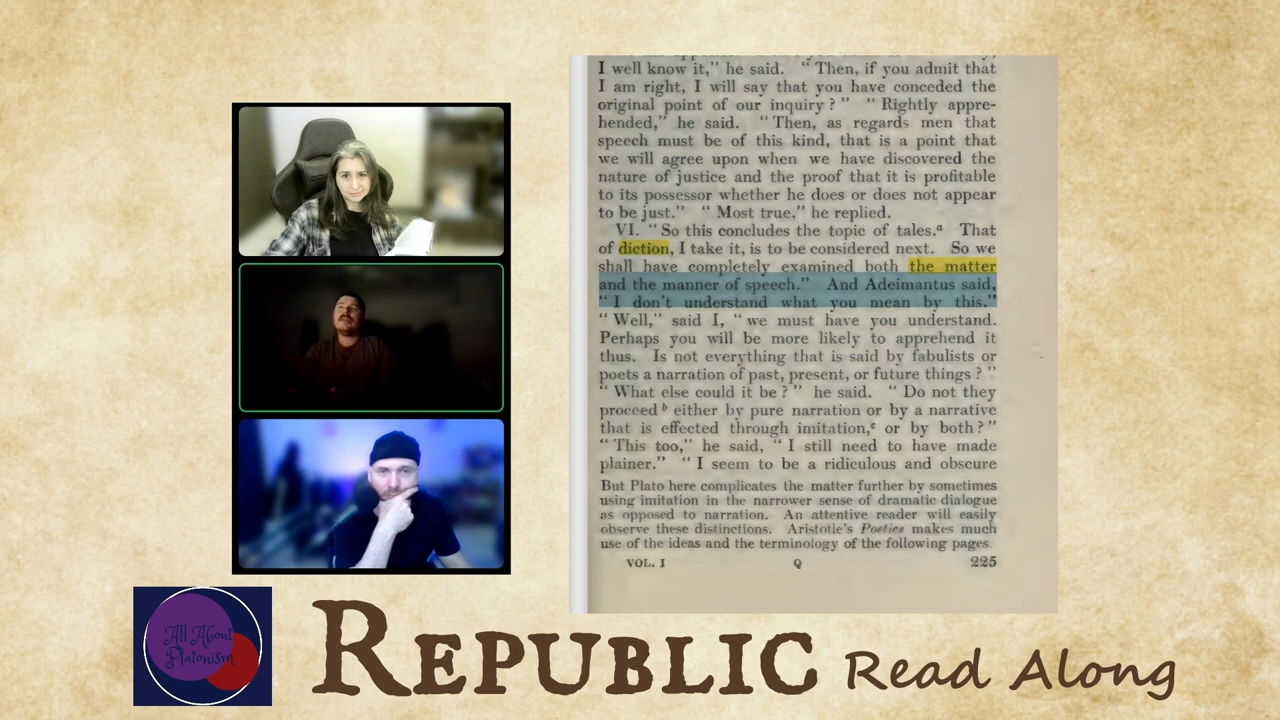 I well know it,” he said. “ Then, if you admit that
I am right, I will say that you have conceded the
original point of our inquiry ? ” “ Rightly appre-
hended,” he said. “ Then, as regards men that
speech must be of this kind, that is a point that
we will agree upon when we have discovered the
nature of justice and the proof that it is profitable
to its possessor whether he does or does not appear
to be just.” “ Most true,” he replied.
VI. “ So this concludes the topic of tales.ᵃ That
of diction, I take it, is to be considered next. So we
shall have completely examined both the matter
and the manner of speech.” And Adeimantus said,
“ I don’t understand what you mean by this.”
“ Well,” said I, “ we must have you understand.
Perhaps you will be more likely to apprehend it
thus. Is not everything that is said by fabulists or
poets a narration of past, present, or future things ? ”
“ What else could it be ? ” he said. “ Do not they
proceed ᵇ either by pure narration or by a narrative
that is effected through imitation,ᶜ or by both ? ”
“ This too,” he said, “ I still need to have made
plainer.” “ I seem to be a ridiculous and obscure
But Plato here complicates the matter further by sometimes
using imitation in the narrower sense of dramatic dialogue
as opposed to narration. An attentive reader will easily
observe these distinctions. Aristotle’s Poetics makes much
use of the ideas and the terminology of the following pages.
VOL. I Q 225
All About
Platonism
REPUBLIC Read Along